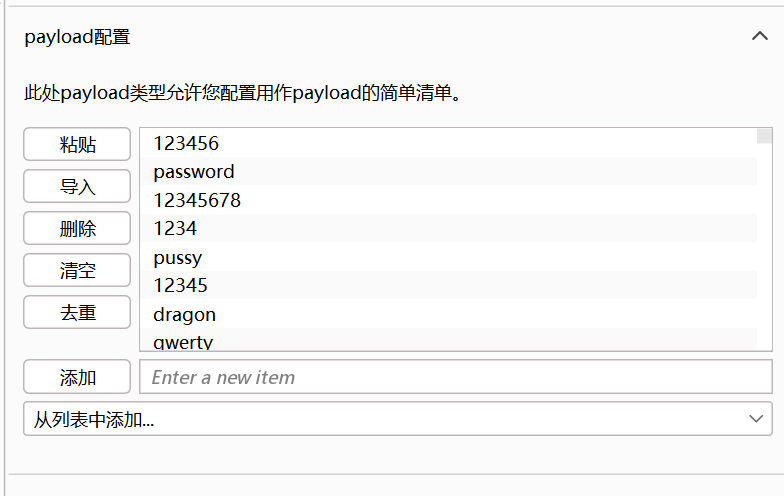 payload配置
此处payload类型允许您配置用作payload的简单清单。
粘贴
导入
删除
清空
去重
123456
password
12345678
1234
pussy
12345
dragon
qwerty
添加
Enter a new item
从列表中添加...